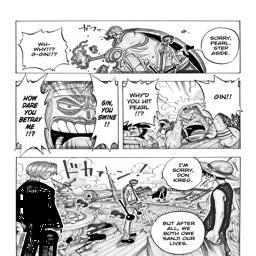 SORRY,
PEARL.
STEP
ASIDE.
WH-
WHY!!?
G-GIN!!?
GIN!!
WHY'D
YOU HIT
PEARL
!!?
GIN,
YOU
SWINE
!!
HOW
DARE
YOU
BETRAY
ME
!!?
I'M
SORRY,
DON
KRIEG.
BUT AFTER
ALL, WE
BOTH OWE
SANJI OUR
LIVES.